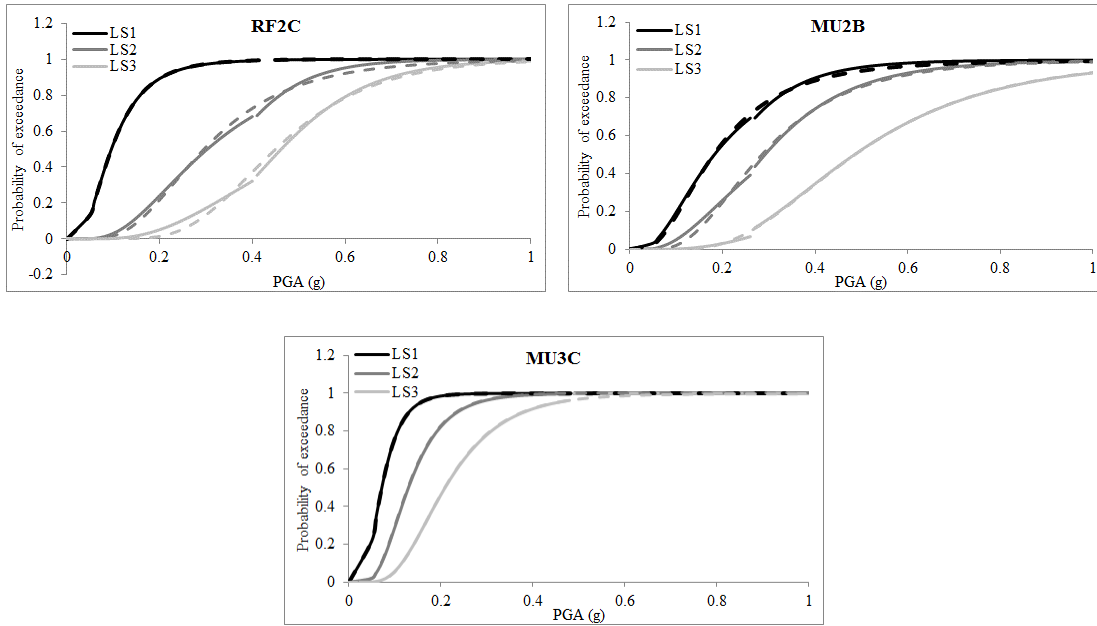 RF2C
LS1
LS2
LS3
Probability of exceedance
1.2
1
0.8
0.6
0.4
0.2
0
-0.2
0 0.2 0.4 0.6 0.8 1
PGA (g)
MU2B
LS1
LS2
LS3
Probability of exceedance
1.2
1
0.8
0.6
0.4
0.2
0
0 0.2 0.4 0.6 0.8 1
PGA (g)
MU3C
LS1
LS2
LS3
Probability of exceedance
1.2
1
0.8
0.6
0.4
0.2
0
0 0.2 0.4 0.6 0.8 1
PGA (g)